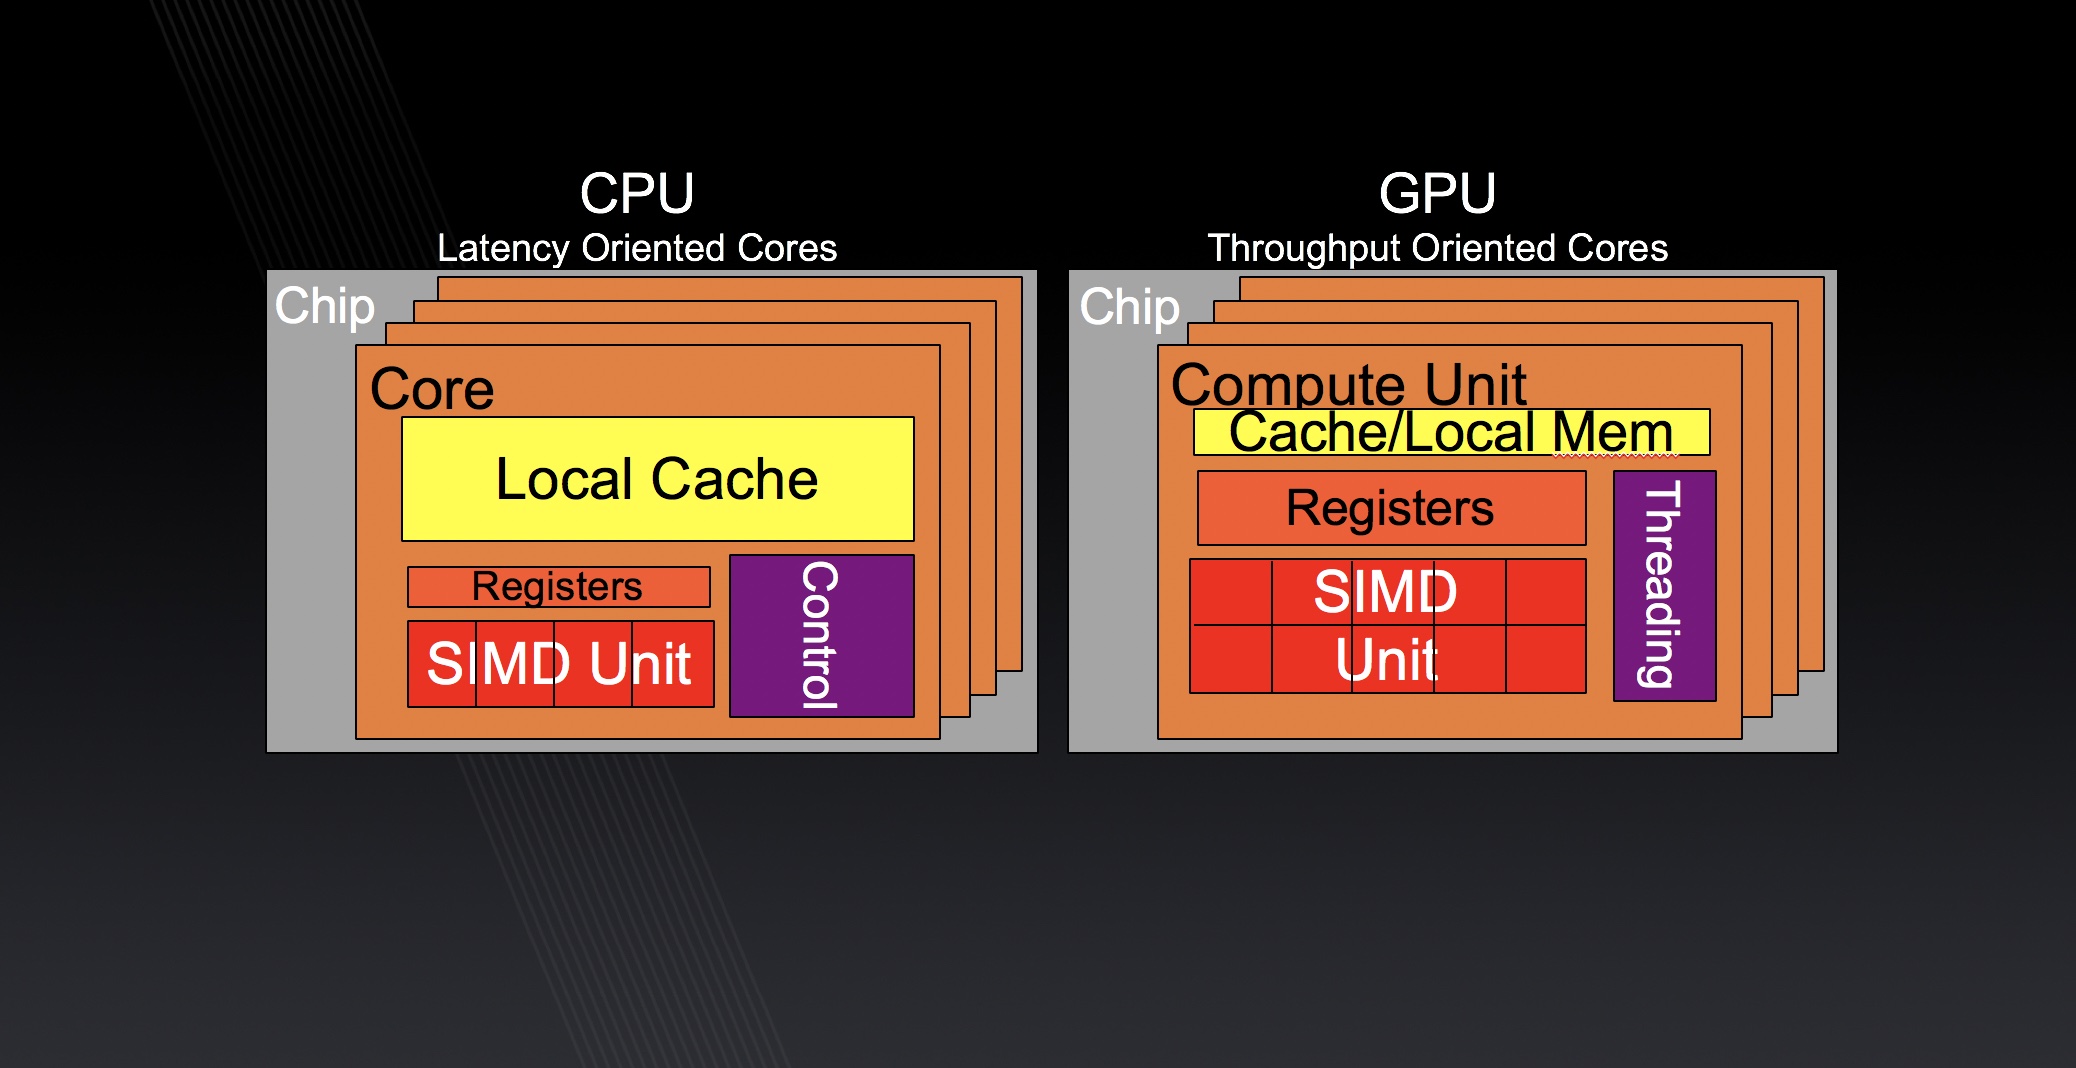 CPU
Latency Oriented Cores
Chip
Core
Local Cache
Registers
SIMD Unit
Control
GPU
Throughput Oriented Cores
Chip
Compute Unit
Cache/Local Mem
Registers
SIMD
Unit
Threading